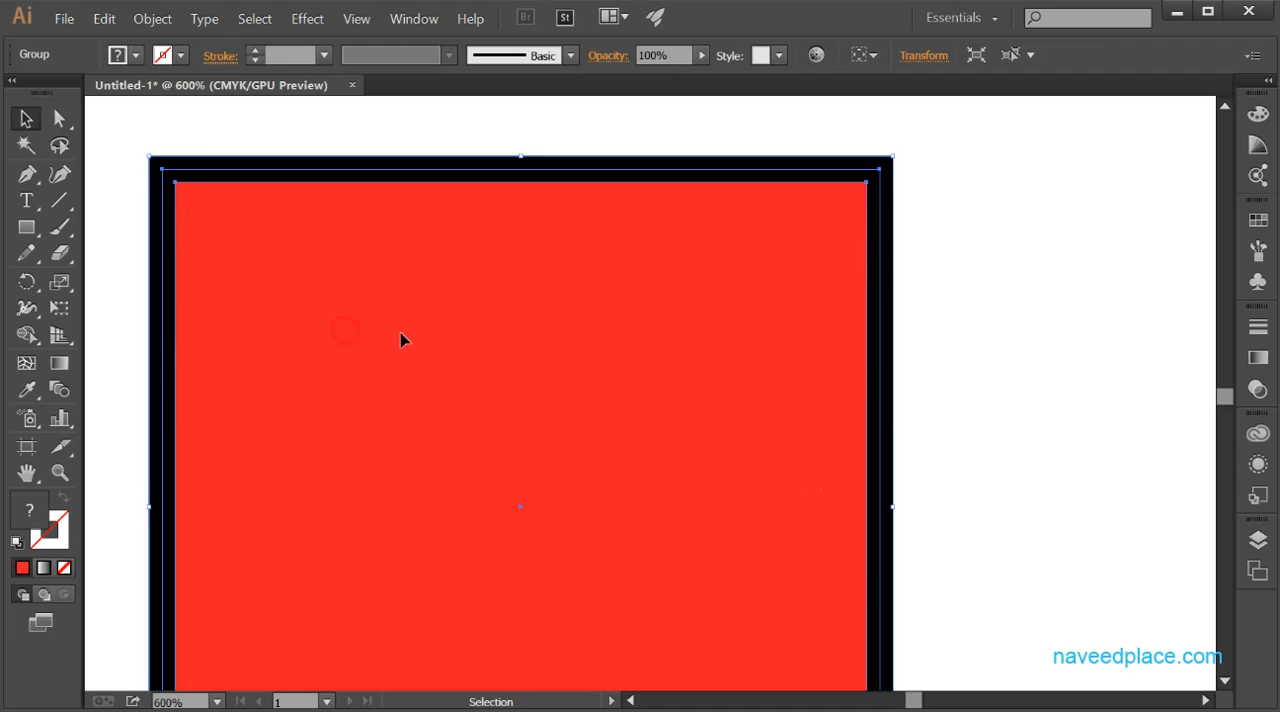 Ai File Edit Object Type Select Effect View Window Help Br St Essentials
Group ? Stroke: Basic Opacity: 100% Style: Transform
Untitled-1* @ 600% (CMYK/GPU Preview) ×
T
?
naveedplace.com
600% 1 Selection